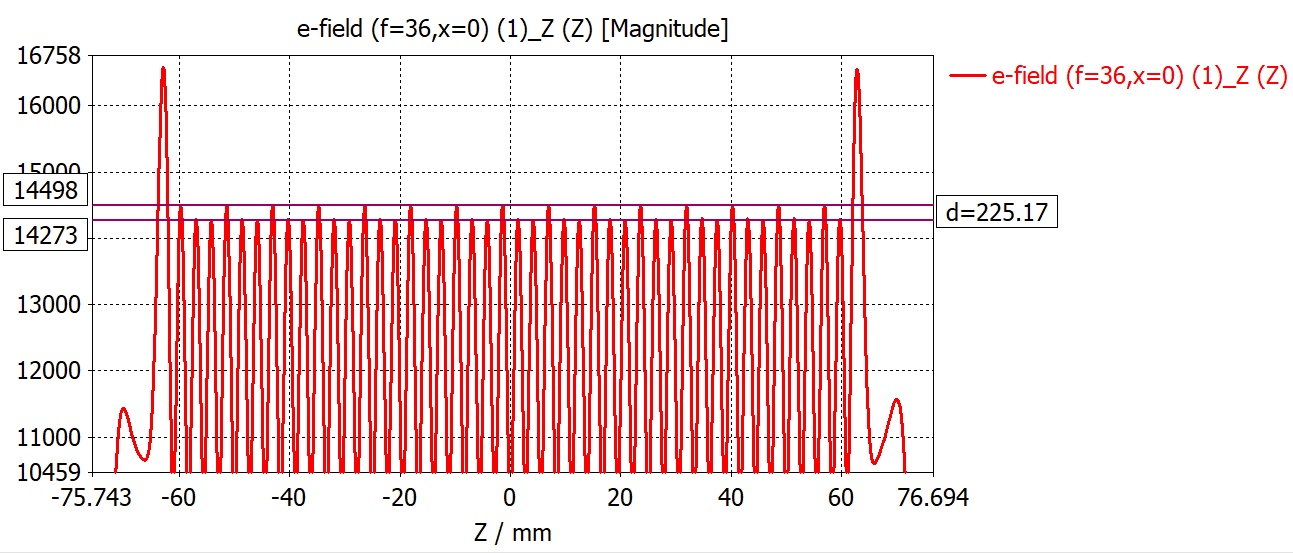 e-field (f=36,x=0) (1)_Z (Z) [Magnitude]
16758
e-field (f=36,x=0) (1)_Z (Z)
16000
15000
14498
d=225.17
14273
13000
12000
11000
10459
-75.743 -60 -40 -20 0 20 40 60 76.694
Z / mm